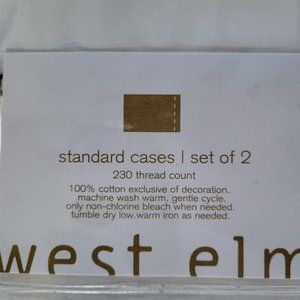 standard cases | set of 2
230 thread count
100% cotton exclusive of decoration.
machine wash warm. gentle cycle.
only non-chlorine bleach when needed.
tumble dry low.warm iron as needed.
west elm